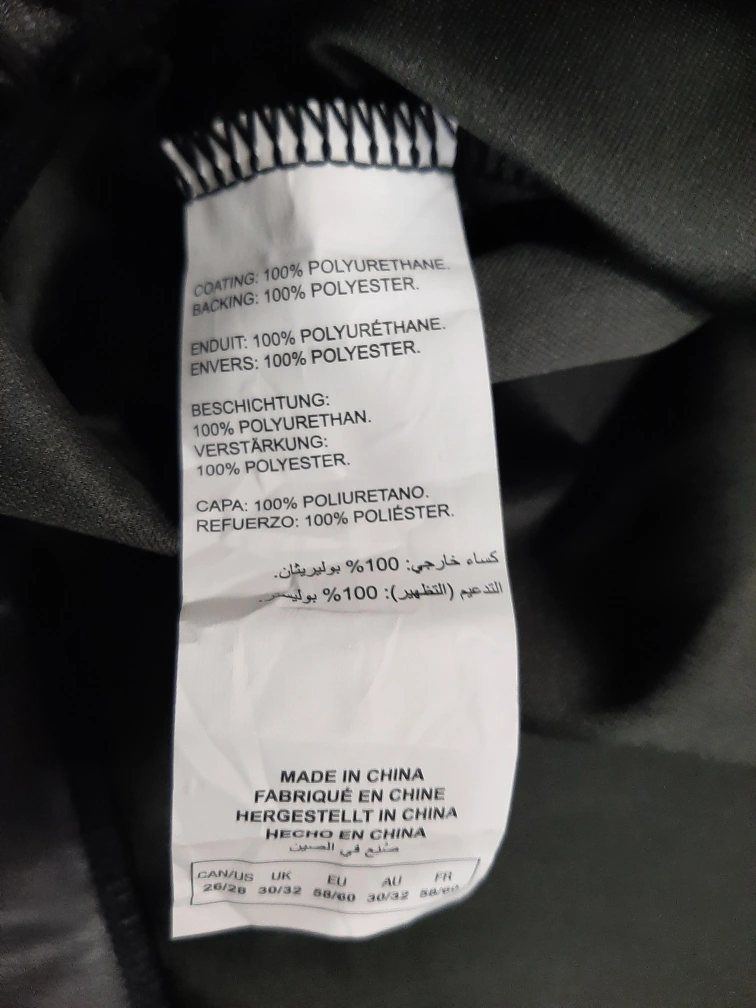 COATING: 100% POLYURETHANE.
BACKING: 100% POLYESTER.
ENDUIT: 100% POLYURÉTHANE.
ENVERS: 100% POLYESTER.
BESCHICHTUNG:
100% POLYURETHAN.
VERSTÄRKUNG:
100% POLYESTER.
CAPA: 100% POLIURETANO.
REFUERZO: 100% POLIÉSTER.
كساء خارجي: 100% بوليريثان.
التدعيم (التظهير): 100%
MADE IN CHINA
FABRIQUÉ EN CHINE
HERGESTELLT IN CHINA
HECHO EN CHINA
صُنع في الصين
CAN/US UK EU AU FR
26/28 30/32 58/60 30/32 58/60